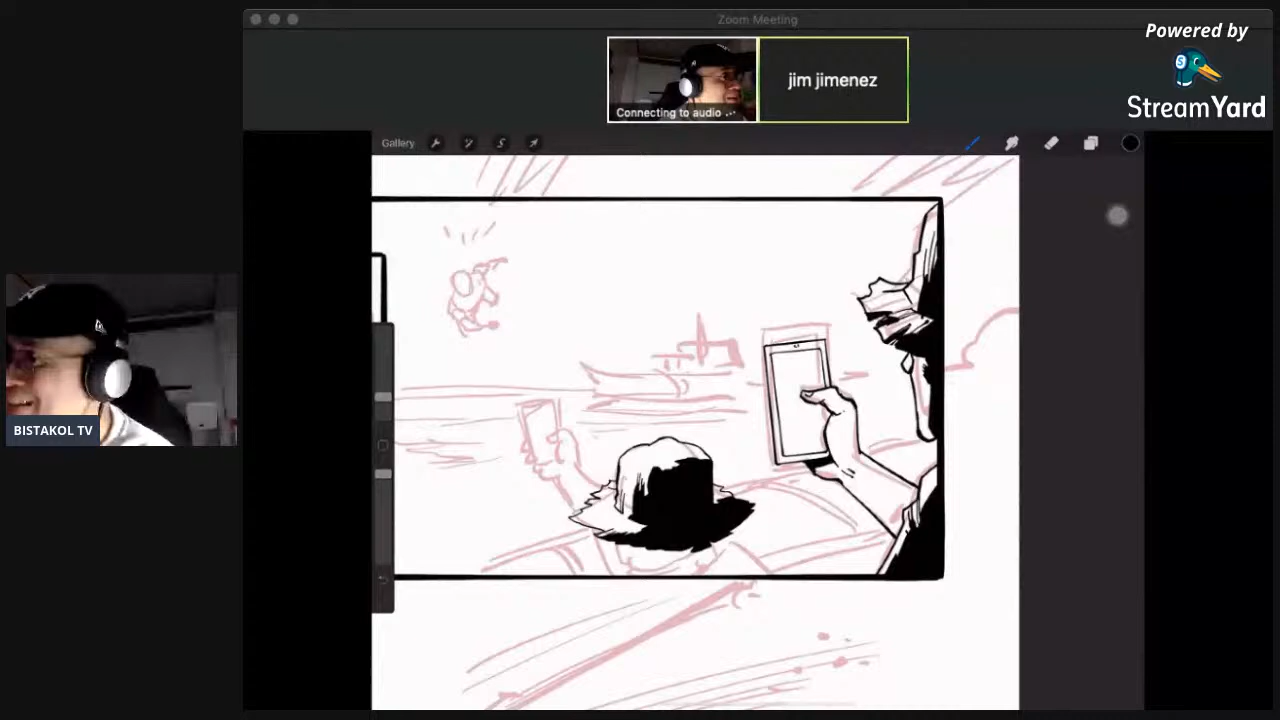 Zoom Meeting
Powered by
StreamYard
jim jimenez
Connecting to audio ...
Gallery
BISTAKOL TV